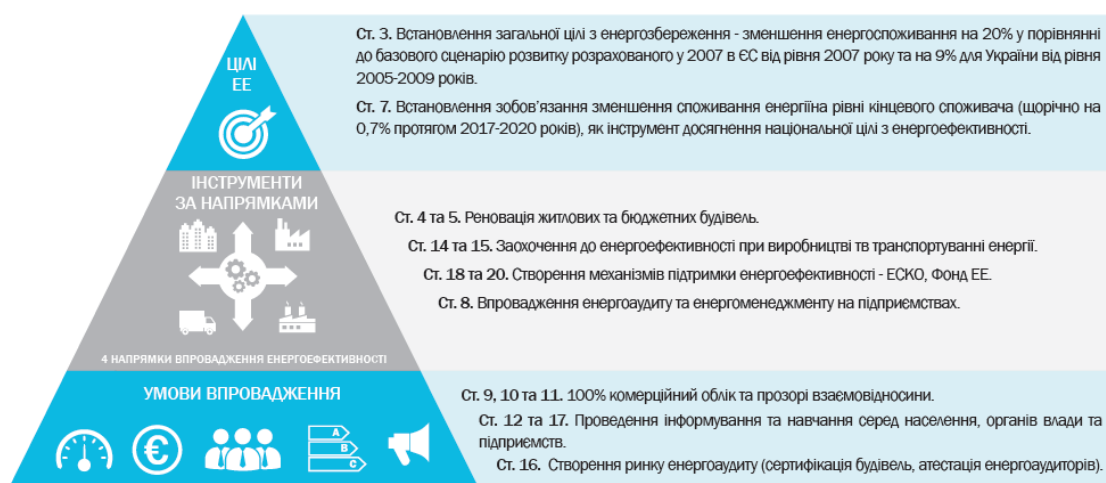 ЦІЛІ
ЕЕ
Ст. 3. Встановлення загальної цілі з енергозбереження - зменшення енергоспоживання на 20% у порівнянні
до базового сценарію розвитку розрахованого у 2007 в ЄС від рівня 2007 року та на 9% для України від рівня
2005-2009 років.
Ст. 7. Встановлення зобов’язання зменшення споживання енергіїна рівні кінцевого споживача (щорічно на
0,7% протягом 2017-2020 років), як інструмент досягнення національної цілі з енергоефективності.
ІНСТРУМЕНТИ
ЗА НАПРЯМКАМИ
4 НАПРЯМКИ ВПРОВАДЖЕННЯ ЕНЕРГОЕФЕКТИВНОСТІ
Ст. 4 та 5. Реновація житлових та бюджетних будівель.
Ст. 14 та 15. Заохочення до енергоефективності при виробництві тв транспортуванні енергії.
Ст. 18 та 20. Створення механізмів підтримки енергоефективності - ЕСКО, Фонд ЕЕ.
Ст. 8. Впровадження енергоаудиту та енергоменеджменту на підприємствах.
УМОВИ ВПРОВАДЖЕННЯ
€
A
B
C
Ст. 9, 10 та 11. 100% комерційний облік та прозорі взаємовідносини.
Ст. 12 та 17. Проведення інформування та навчання серед населення, органів влади та
підприємств.
Ст. 16. Створення ринку енергоаудиту (сертифікація будівель, атестація енергоаудиторів).